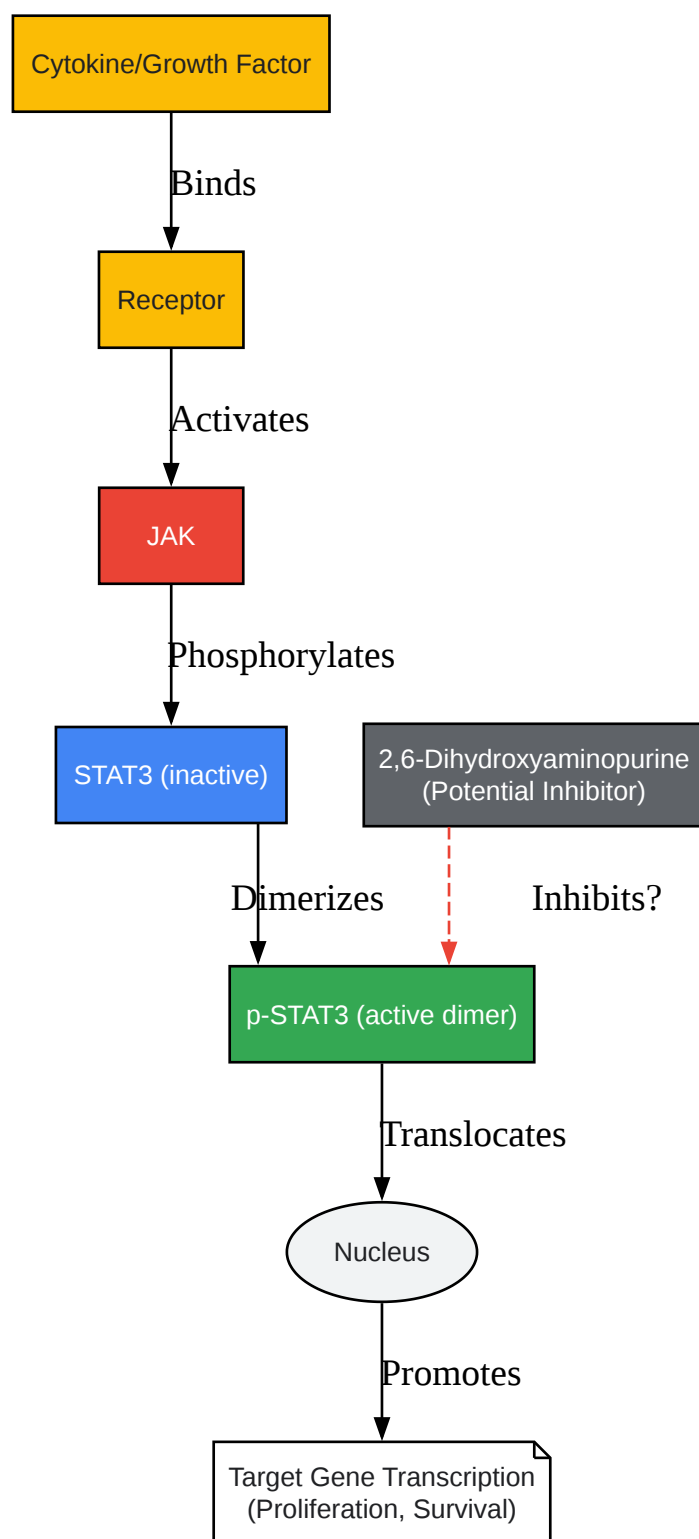 Cytokine/Growth Factor
Binds
Receptor
Activates
JAK
Phosphorylates
STAT3 (inactive)
2,6-Dihydroxyaminopurine
(Potential Inhibitor)
Dimerizes
Inhibits?
p-STAT3 (active dimer)
Translocates
Nucleus
Promotes
Target Gene Transcription
(Proliferation, Survival)